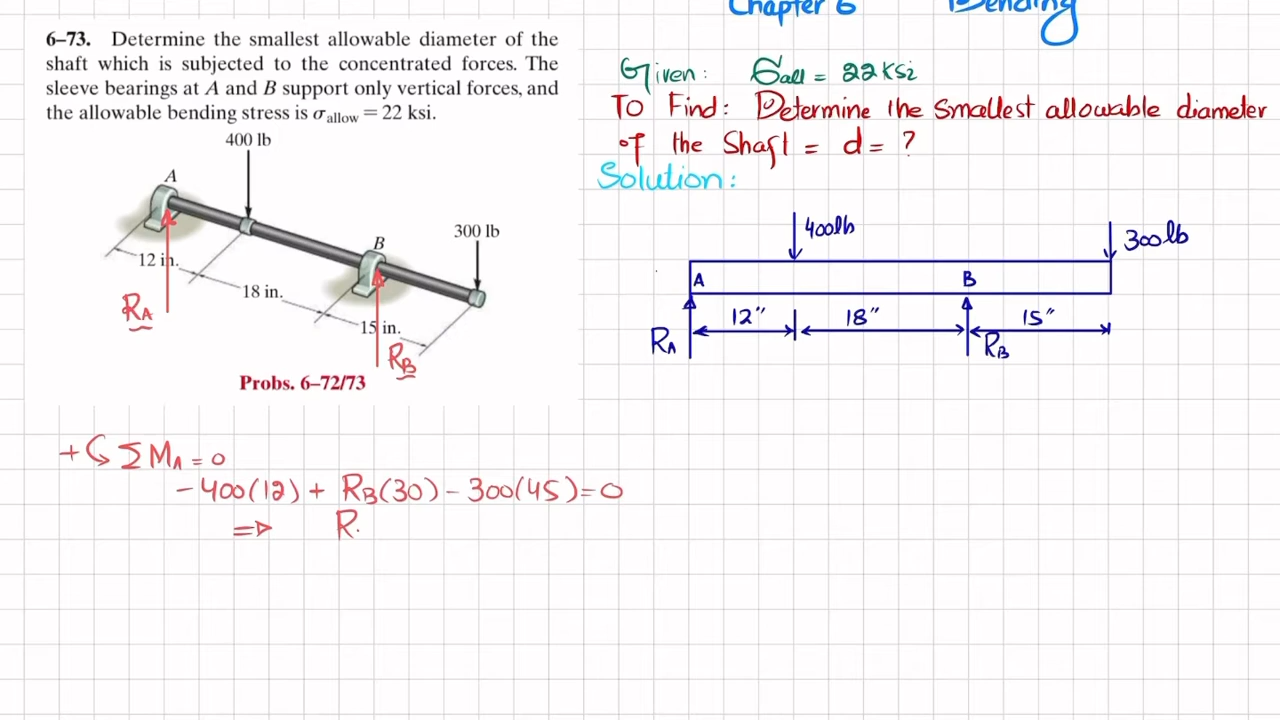 Chapter 6 Bending
6–73. Determine the smallest allowable diameter of the
shaft which is subjected to the concentrated forces. The
sleeve bearings at A and B support only vertical forces, and
the allowable bending stress is σallow = 22 ksi.
400 lb
A
B
300 lb
12 in.
18 in.
15 in.
RA
RB
Probs. 6–72/73
Given: σall = 22 ksi
To Find: Determine the smallest allowable diameter
of the Shaft = d = ?
Solution:
400lb
300lb
A
B
12" 18" 15"
RA
RB
+ ΣMA = 0
-400(12) + RB(30) - 300(45) = 0
⇒ R.